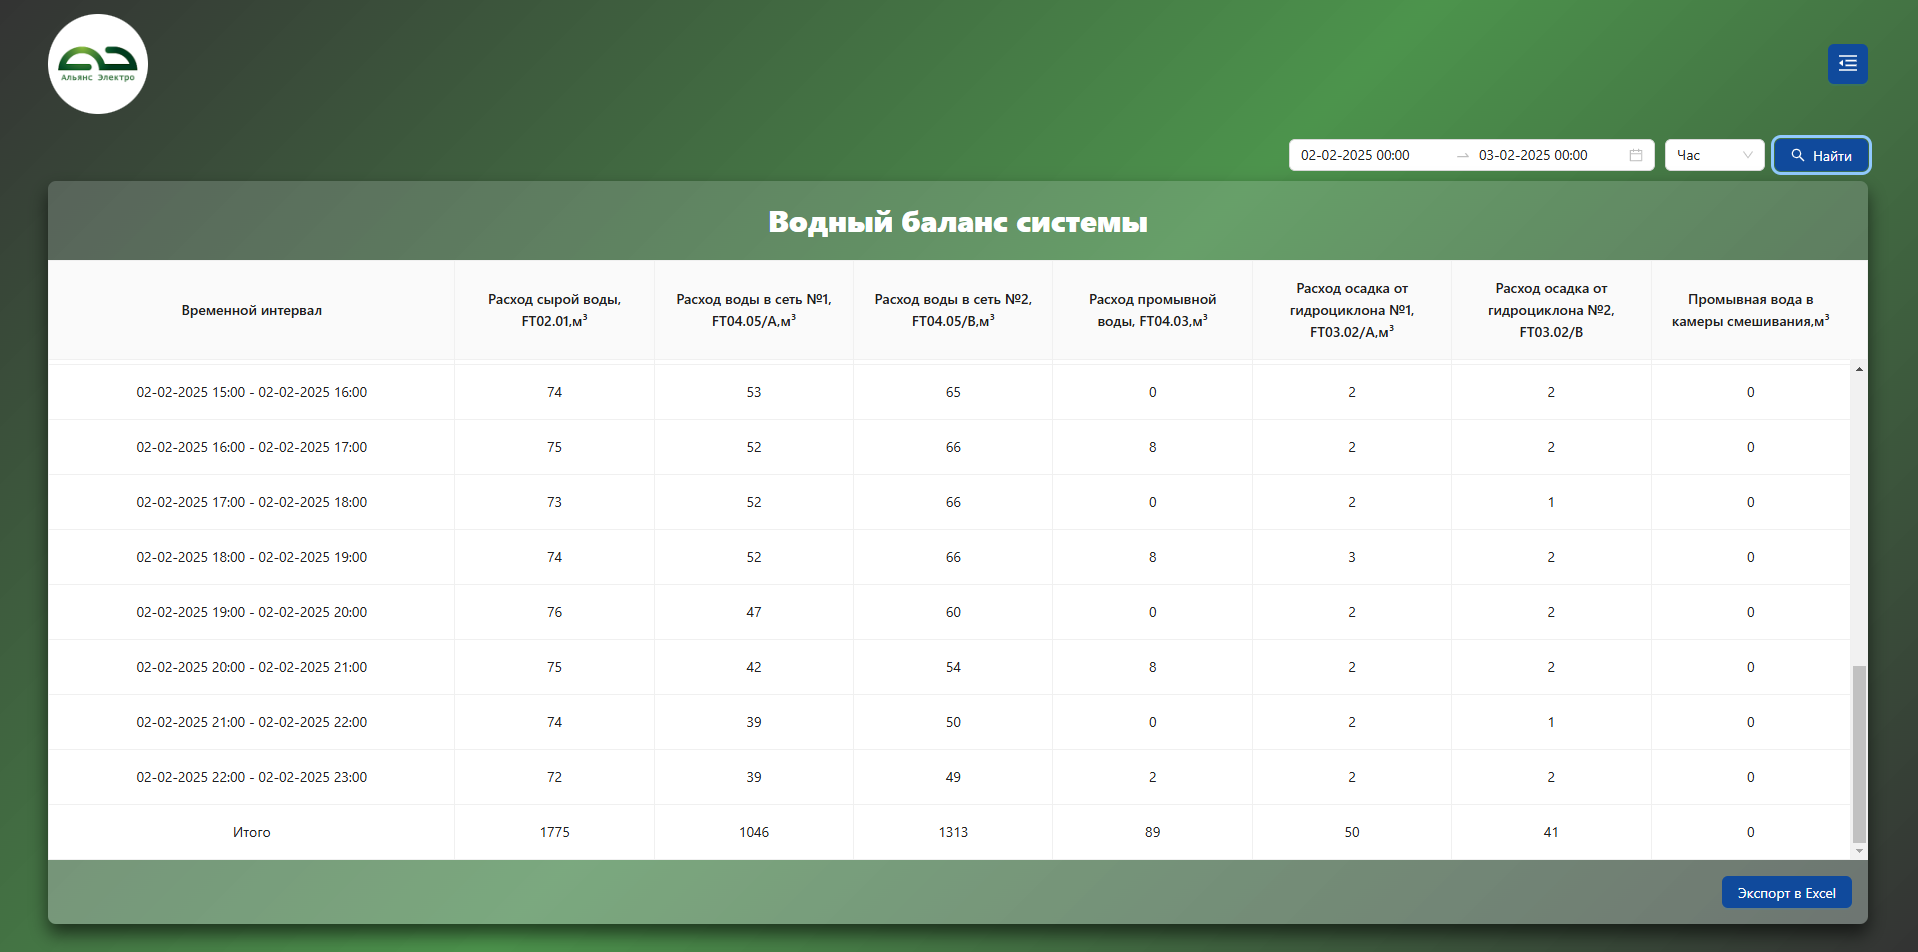 Альянс Электро
02-02-2025 00:00 → 03-02-2025 00:00 Час Найти
Водный баланс системы
Временной интервал
Расход сырой воды,
FT02.01,м³
Расход воды в сеть №1,
FT04.05/А,м³
Расход воды в сеть №2,
FT04.05/В,м³
Расход промывной
воды, FT04.03,м³
Расход осадка от
гидроциклона №1,
FT03.02/А,м³
Расход осадка от
гидроциклона №2,
FT03.02/В
Промывная вода в
камеры смешивания,м³
02-02-2025 15:00 - 02-02-2025 16:00 74 53 65 0 2 2 0
02-02-2025 16:00 - 02-02-2025 17:00 75 52 66 8 2 2 0
02-02-2025 17:00 - 02-02-2025 18:00 73 52 66 0 2 1 0
02-02-2025 18:00 - 02-02-2025 19:00 74 52 66 8 3 2 0
02-02-2025 19:00 - 02-02-2025 20:00 76 47 60 0 2 2 0
02-02-2025 20:00 - 02-02-2025 21:00 75 42 54 8 2 2 0
02-02-2025 21:00 - 02-02-2025 22:00 74 39 50 0 2 1 0
02-02-2025 22:00 - 02-02-2025 23:00 72 39 49 2 2 2 0
Итого 1775 1046 1313 89 50 41 0
Экспорт в Excel